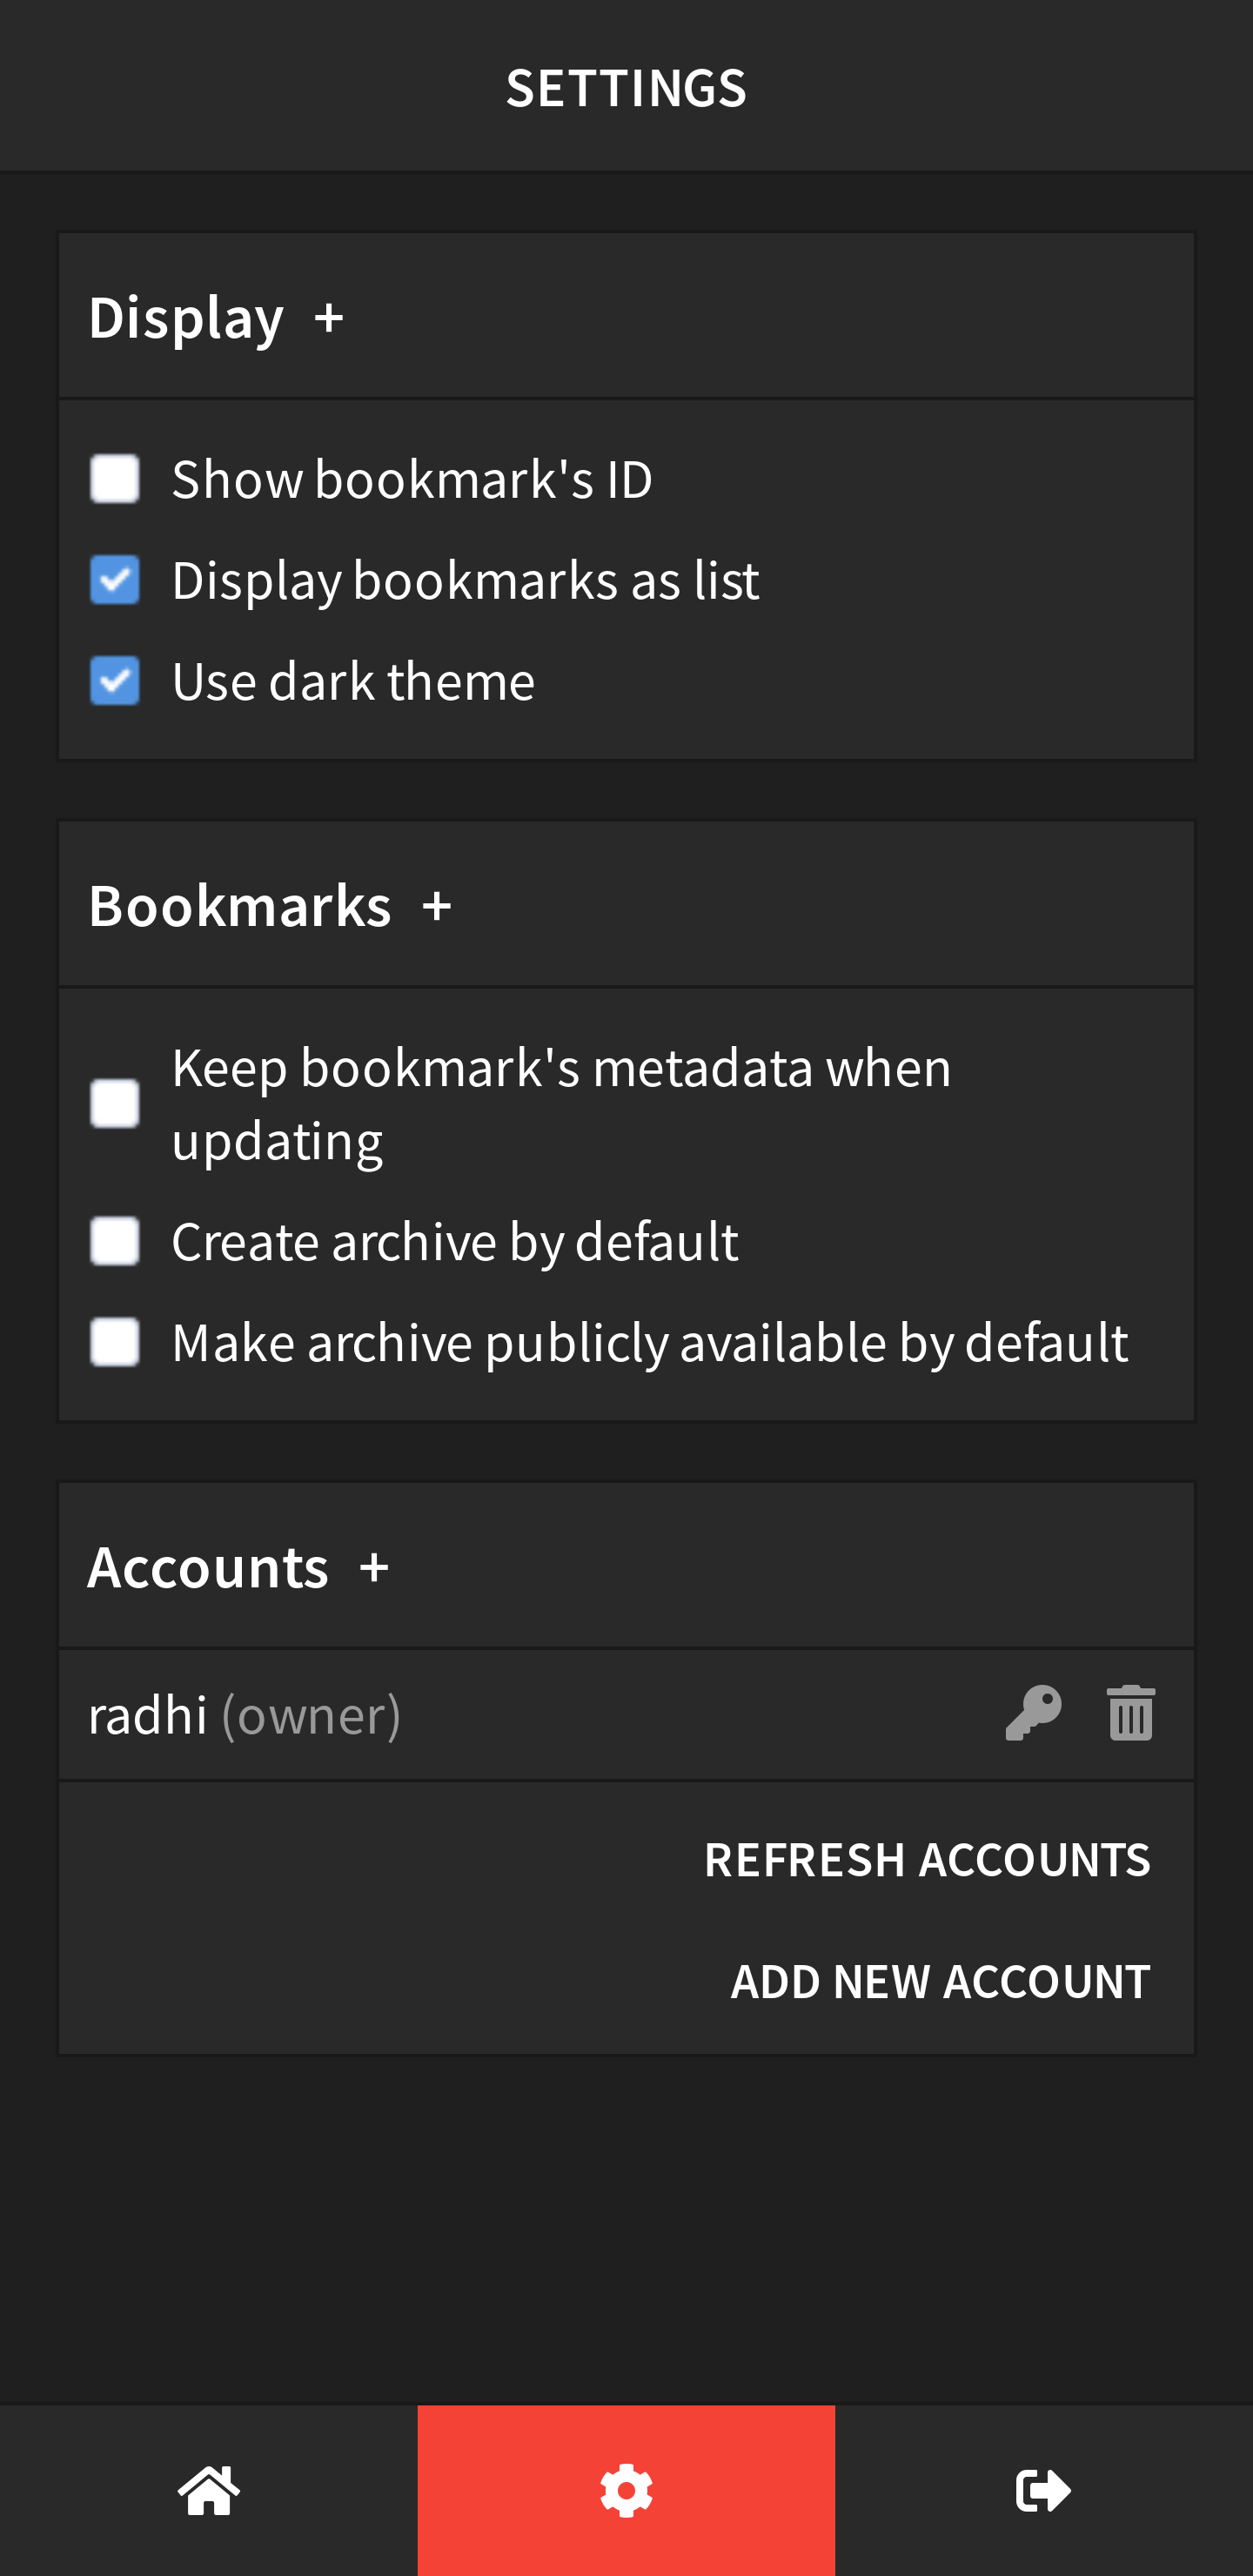 SETTINGS
Display +
Show bookmark's ID
Display bookmarks as list
Use dark theme
Bookmarks +
Keep bookmark's metadata when
updating
Create archive by default
Make archive publicly available by default
Accounts +
radhi (owner)
REFRESH ACCOUNTS
ADD NEW ACCOUNT